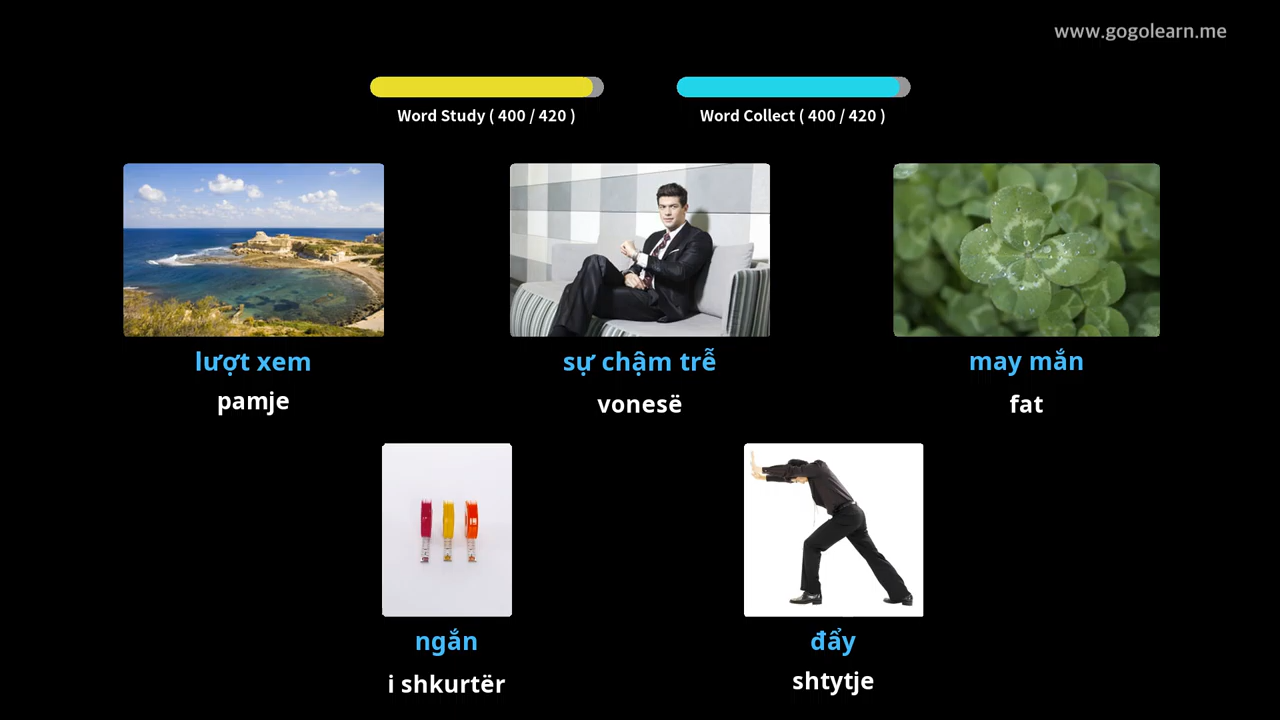 www.gogolearn.me
Word Study ( 400 / 420 )
Word Collect ( 400 / 420 )
lượt xem
pamje
sự chậm trễ
vonesë
may mắn
fat
ngắn
i shkurtër
đẩy
shtytje